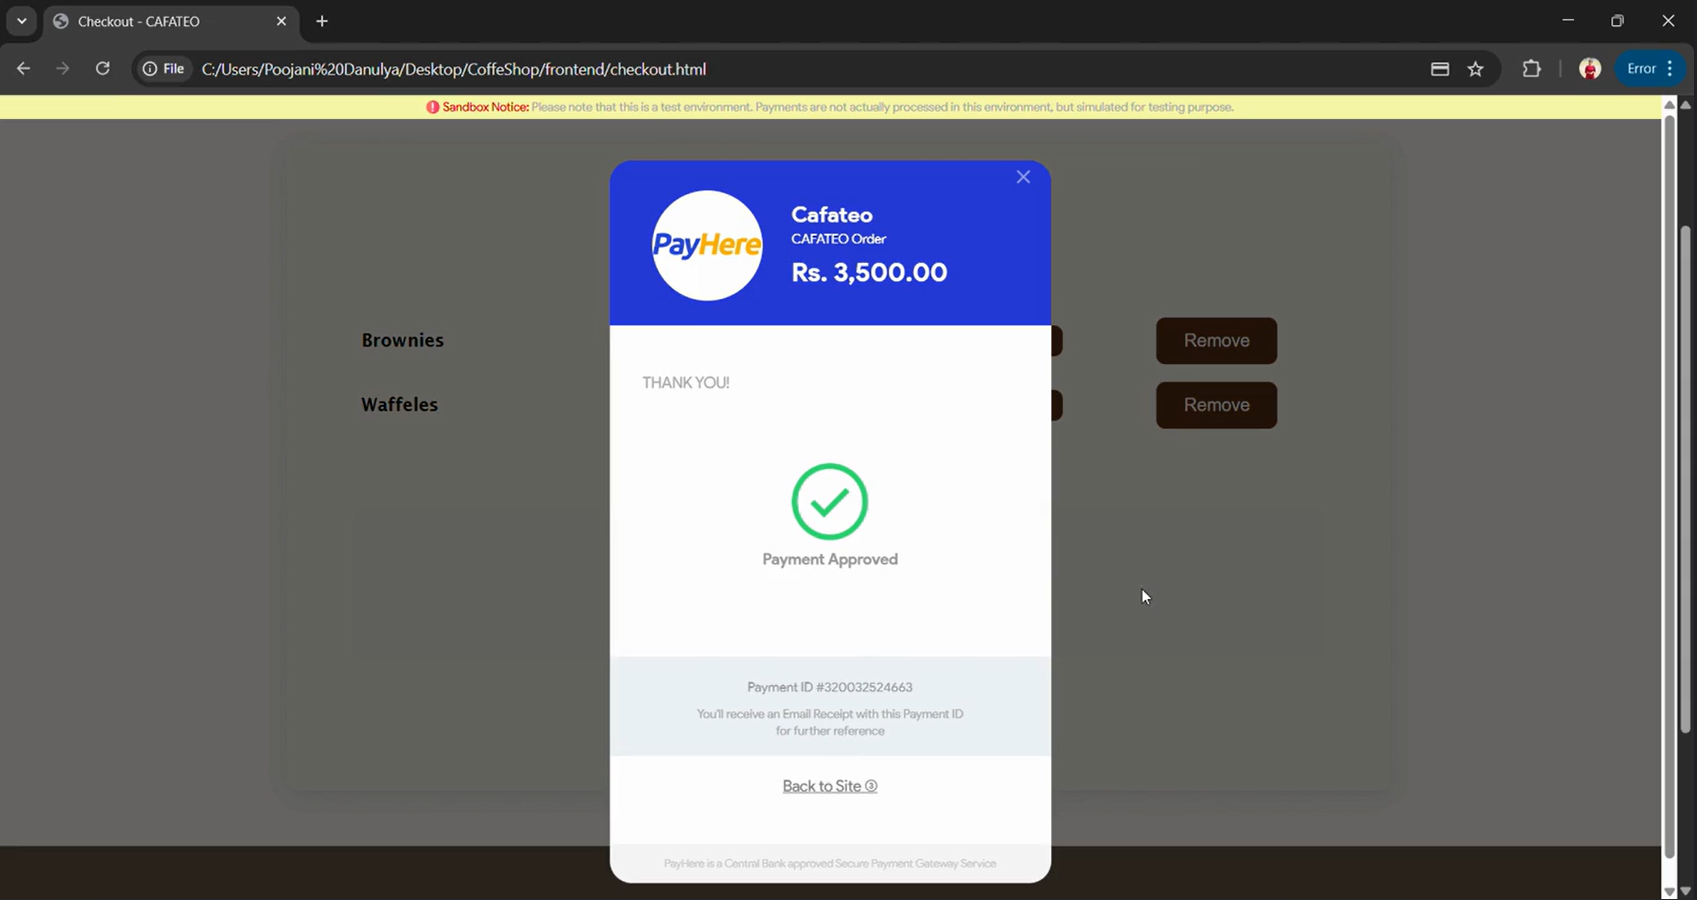 Checkout - CAFATEO
File
C:/Users/Poojani%20Danulya/Desktop/CoffeShop/frontend/checkout.html
Error
Sandbox Notice: Please note that this is a test environment. Payments are not actually processed in this environment, but simulated for testing purpose.
PayHere
Cafateo
CAFATEO Order
Rs. 3,500.00
Brownies
Remove
THANK YOU!
Waffeles
Remove
Payment Approved
Payment ID #320032524663
You'll receive an Email Receipt with this Payment ID
for further reference
Back to Site ③
PayHere is a Central Bank approved Secure Payment Gateway Service